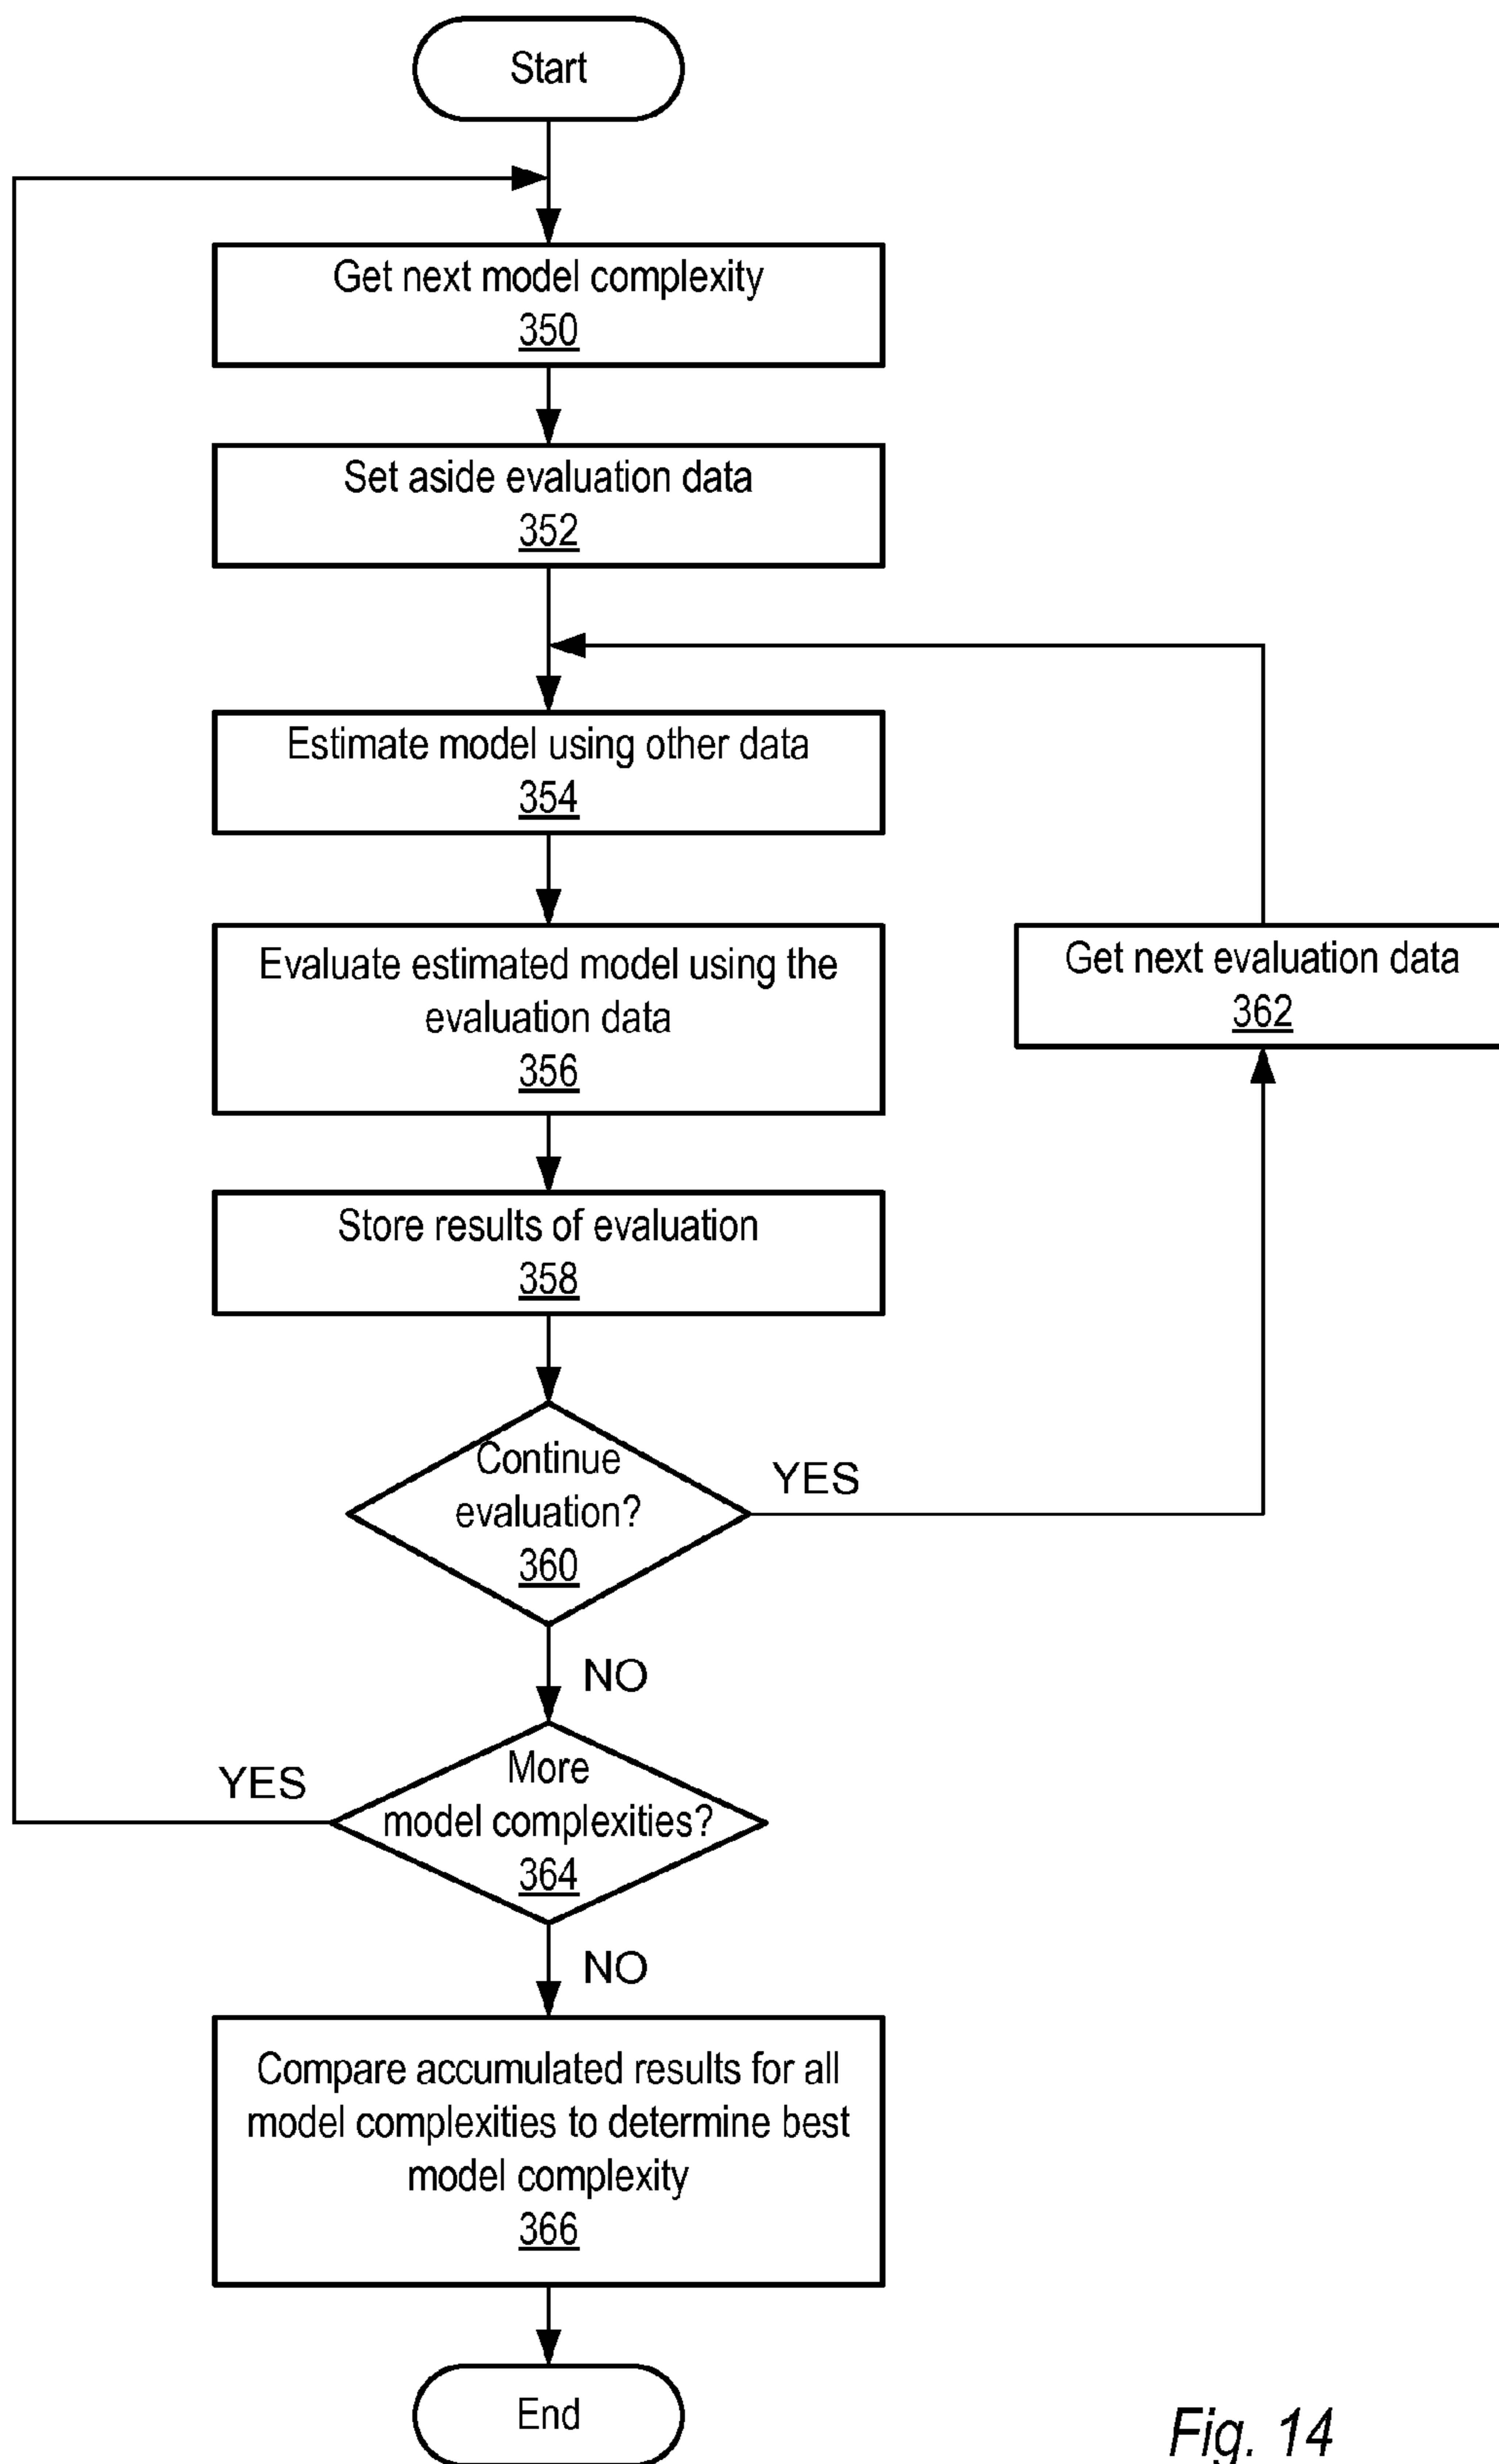 Start
Get next model complexity
350
Set aside evaluation data
352
Estimate model using other data
354
Evaluate estimated model using the
evaluation data
356
Get next evaluation data
362
Store results of evaluation
358
Continue
evaluation?
360
YES
NO
More
model complexities?
364
YES
NO
Compare accumulated results for all
model complexities to determine best
model complexity
366
End
Fig. 14